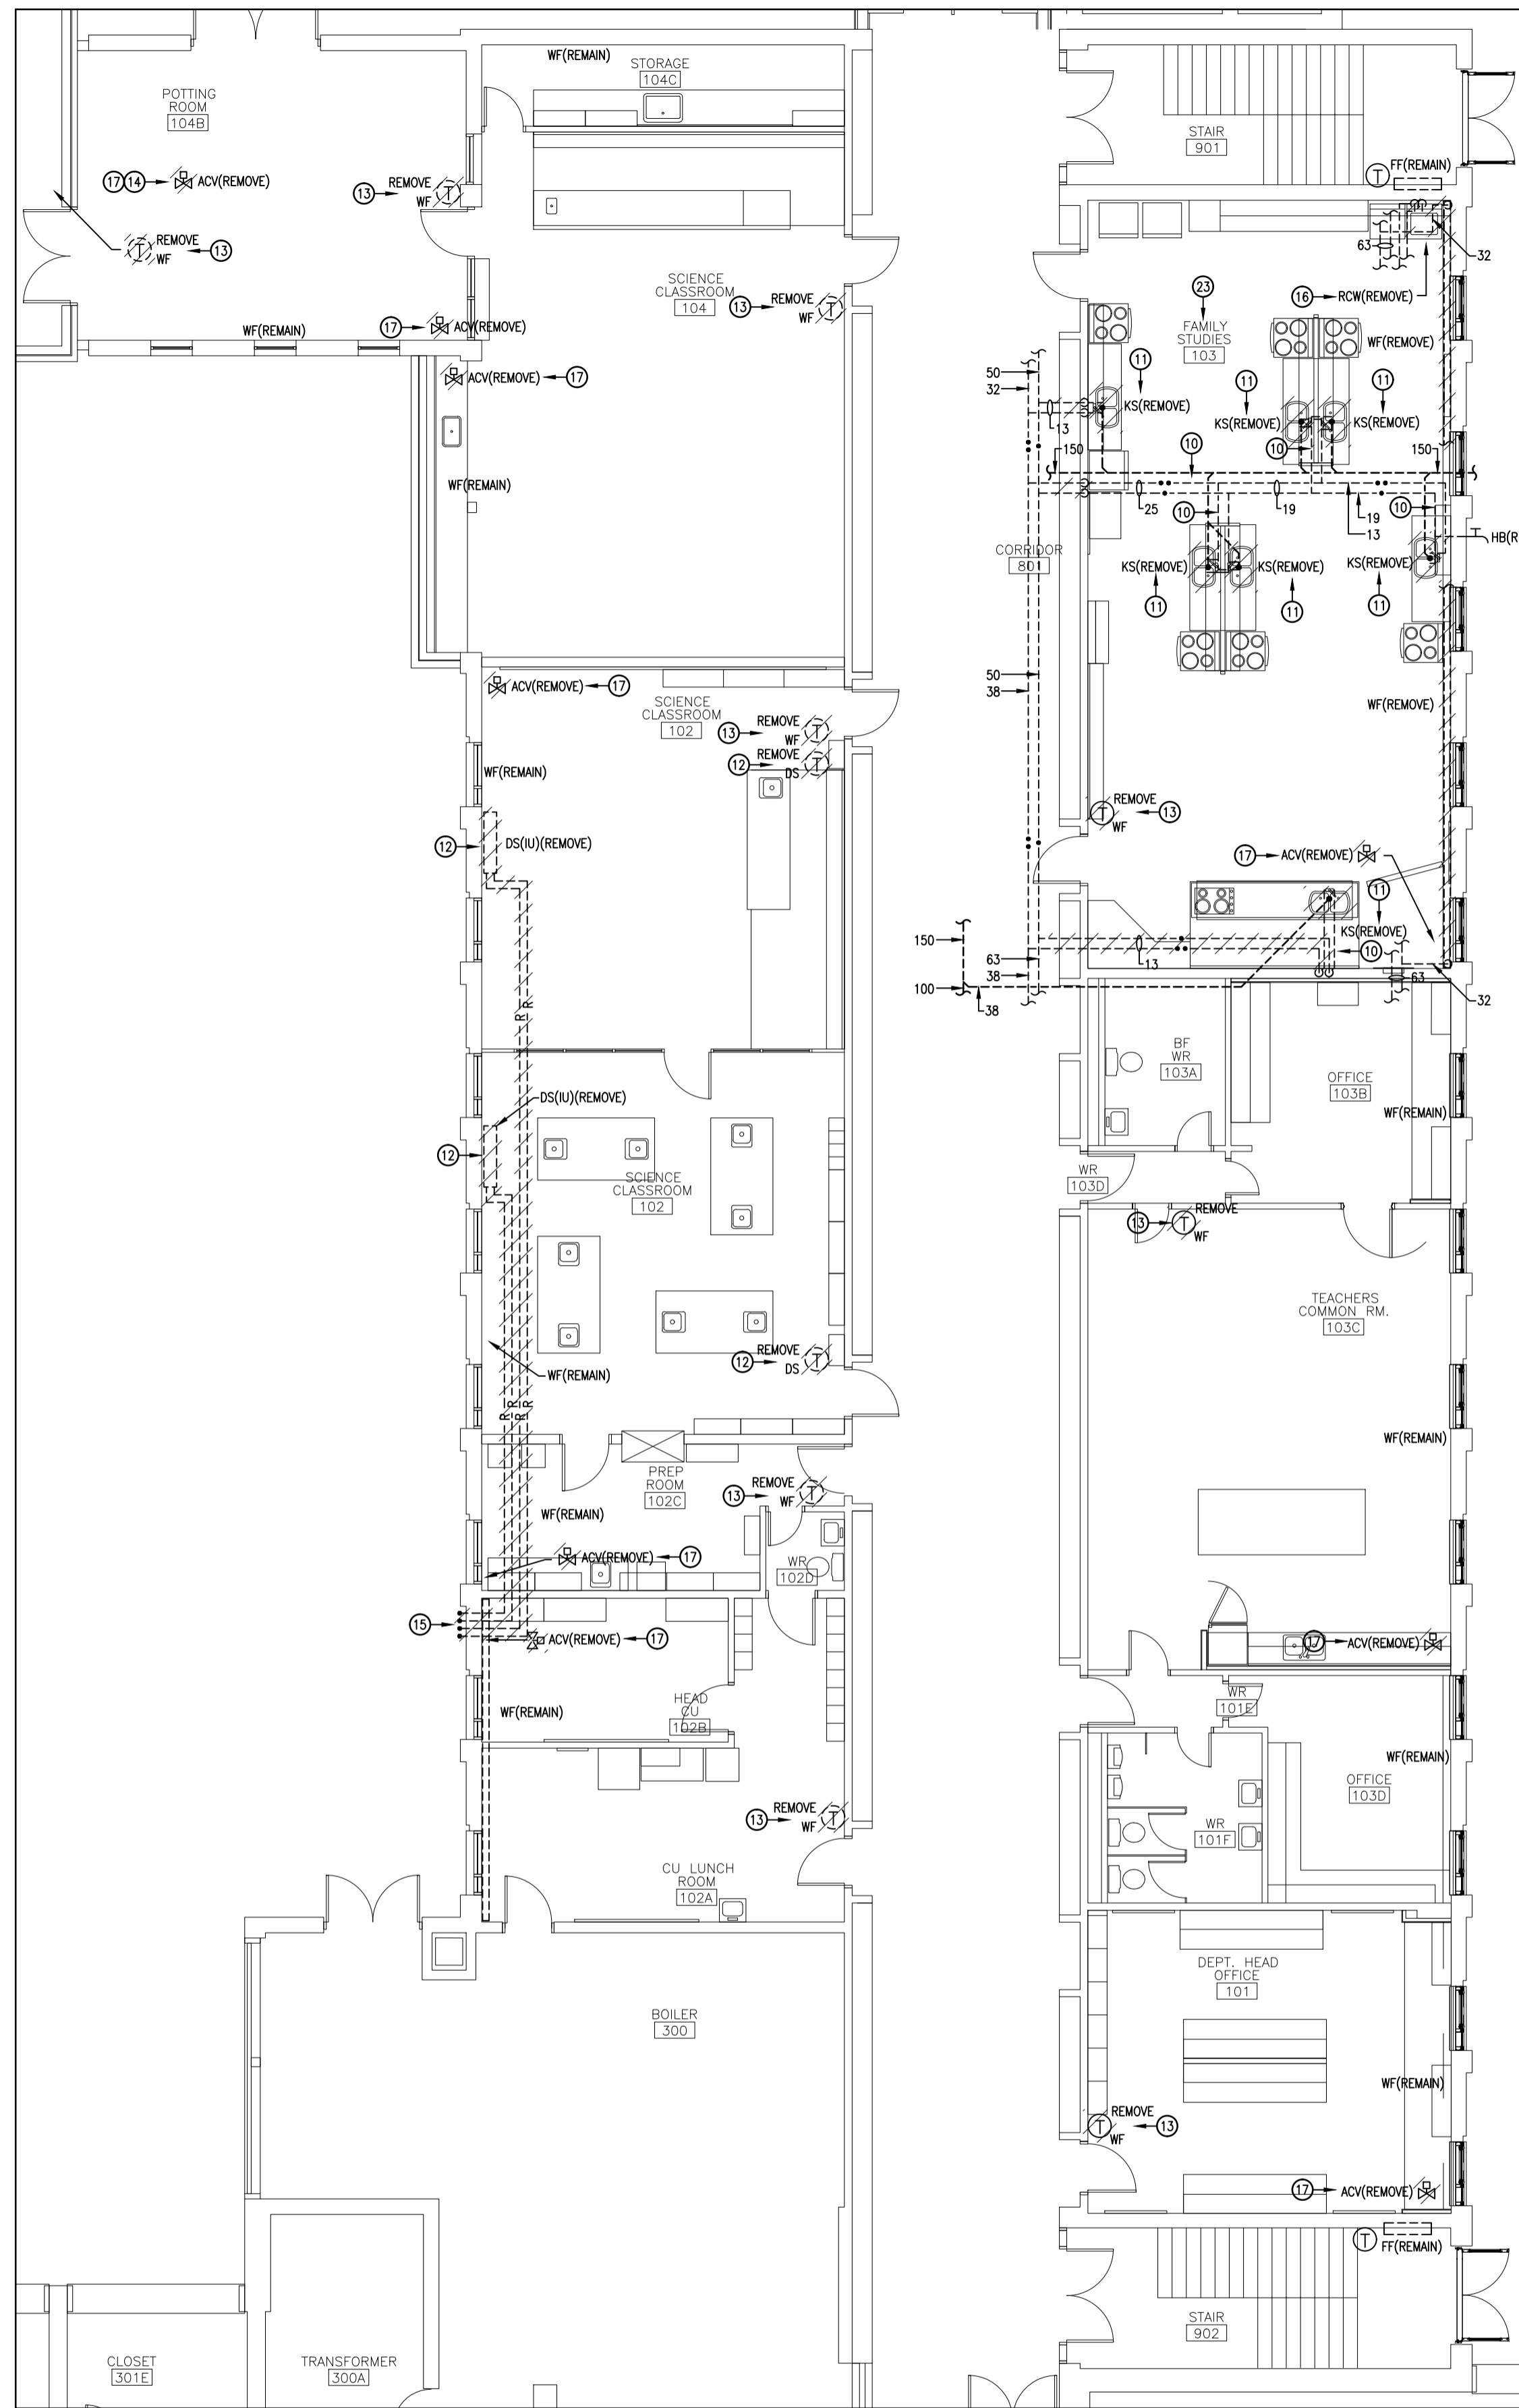 WF(REMAIN)
STORAGE
104C
POTTING
ROOM
104B
17 14 ACV(REMOVE)
13 REMOVE
WF T
T REMOVE
WF 13
WF(REMAIN)
17 ACV(REMOVE)
ACV(REMOVE) 17
SCIENCE
CLASSROOM
104
13 REMOVE
WF T
WF(REMAIN)
STAIR
901
T FF(REMAIN)
63
32
16 RCW(REMOVE)
23
FAMILY
STUDIES
103
WF(REMOVE)
50
32
11
KS(REMOVE)
13
11
KS(REMOVE)
11
KS(REMOVE)
150
10
10
150
25
10
19
19
13
10
HB(R
CORRIDOR
801
KS(REMOVE)
11
KS(REMOVE)
11
KS(REMOVE)
11
50
38
WF(REMOVE)
T REMOVE
WF 13
17 ACV(REMOVE)
11
KS(REMOVE)
10
150
63
38
13
100
38
63
32
ACV(REMOVE) 17
SCIENCE
CLASSROOM
102
13 REMOVE
WF T
12 REMOVE
DS T
WF(REMAIN)
12 DS(IU)(REMOVE)
R R
DS(IU)(REMOVE)
12
SCIENCE
CLASSROOM
102
12 REMOVE
DS T
WF(REMAIN)
R R R R
PREP
ROOM
102C
13 REMOVE
WF T
WF(REMAIN)
ACV(REMOVE) 17
WR
102D
15
ACV(REMOVE) 17
HEAD
CU
102B
WF(REMAIN)
13 REMOVE
WF T
CU LUNCH
ROOM
102A
BOILER
300
CLOSET
301E
TRANSFORMER
300A
BF
WR
103A
OFFICE
103B
WF(REMAIN)
WR
103D
13 T REMOVE
WF
TEACHERS
COMMON RM.
103C
WF(REMAIN)
17 ACV(REMOVE)
WR
101E
WF(REMAIN)
OFFICE
103D
WR
101F
DEPT. HEAD
OFFICE
101
WF(REMAIN)
T REMOVE
WF 13
17 ACV(REMOVE)
T FF(REMAIN)
STAIR
902